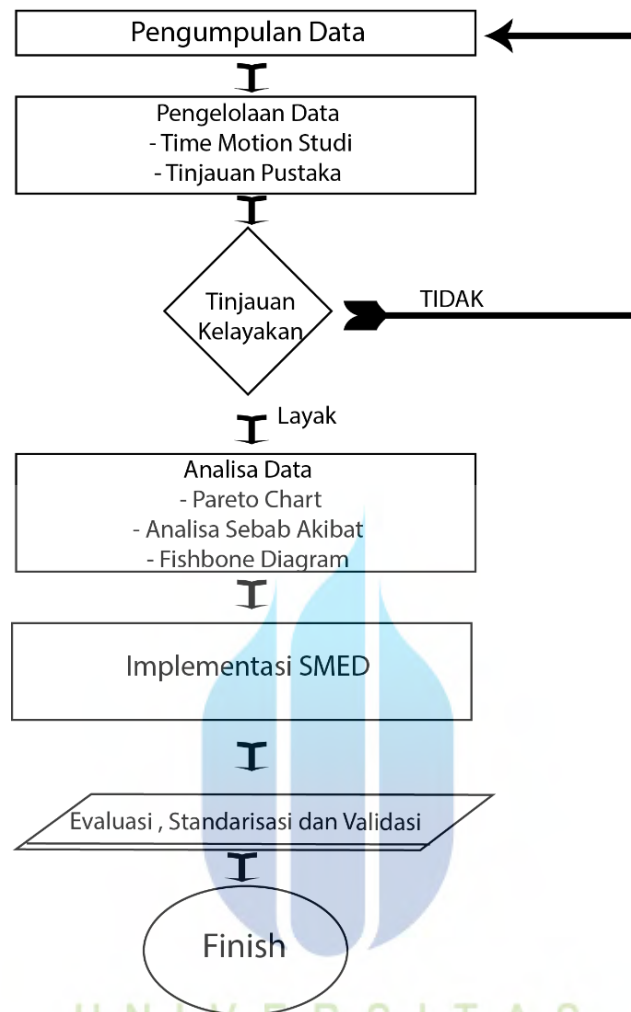 Pengumpulan Data
Pengelolaan Data
- Time Motion Studi
- Tinjauan Pustaka
Tinjauan
Kelayakan
TIDAK
Layak
Analisa Data
- Pareto Chart
- Analisa Sebab Akibat
- Fishbone Diagram
Implementasi SMED
Evaluasi , Standarisasi dan Validasi
Finish
UNIVERSITAS